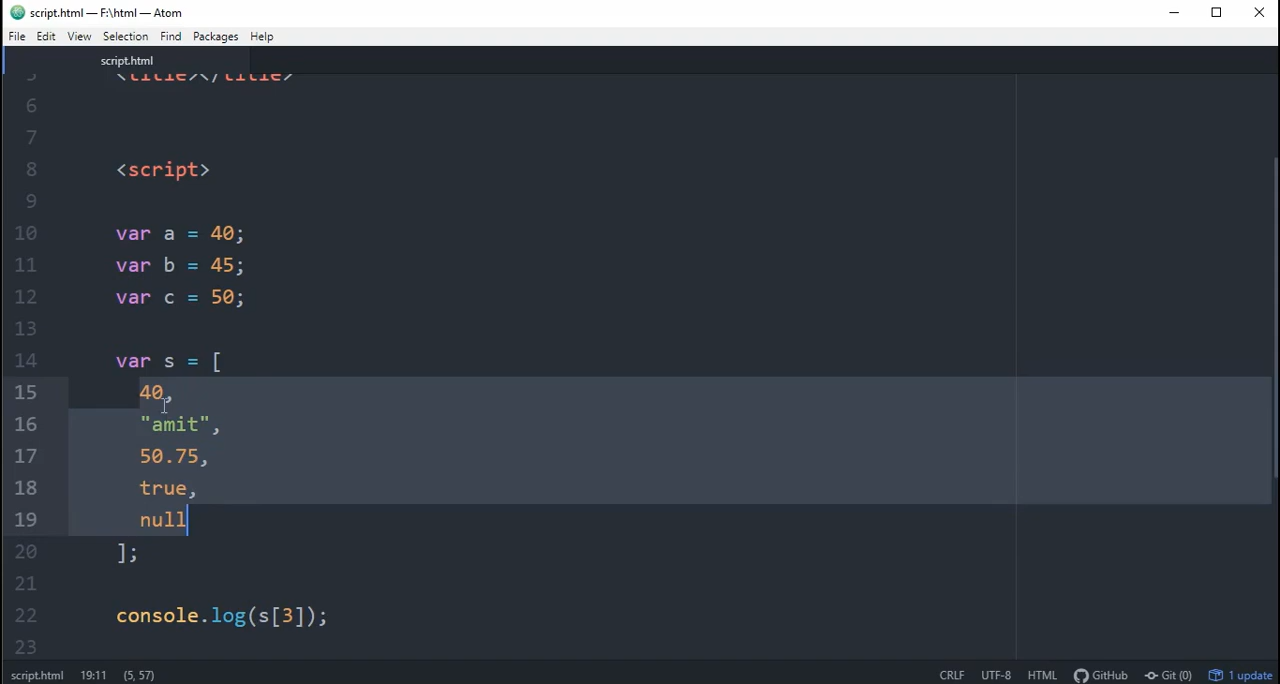 script.html — F:\html — Atom
File Edit View Selection Find Packages Help
script.html
5 <title></title>
6
7
8 <script>
9
10 var a = 40;
11 var b = 45;
12 var c = 50;
13
14 var s = [
15 40,
16 "amit",
17 50.75,
18 true,
19 null
20 ];
21
22 console.log(s[3]);
23
script.html 19:11 (5, 57) CRLF UTF-8 HTML GitHub Git (0) 1 update